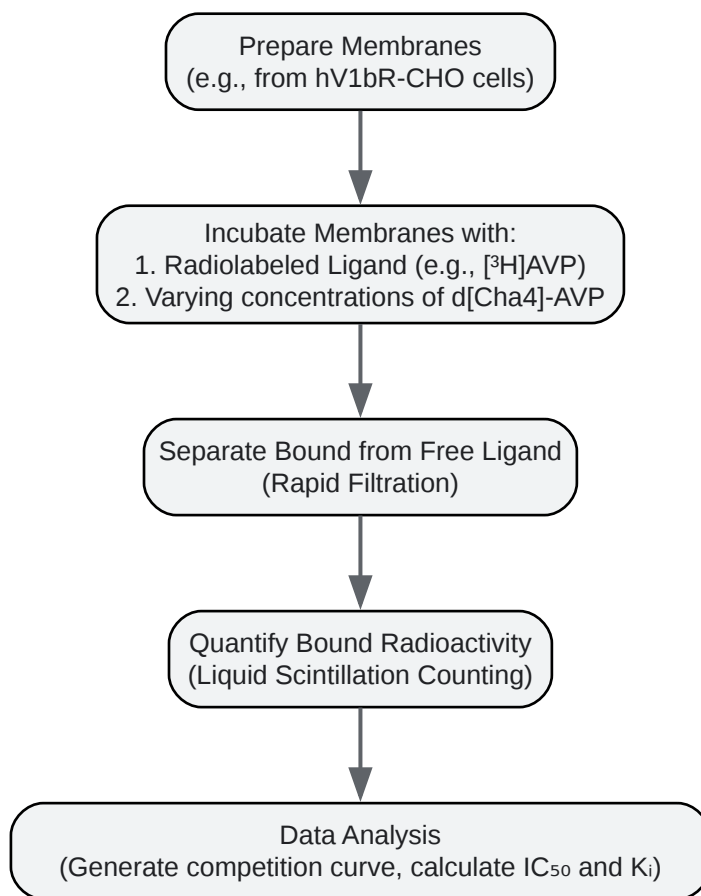 Prepare Membranes
(e.g., from hV1bR-CHO cells)
Incubate Membranes with:
1. Radiolabeled Ligand (e.g., [³H]AVP)
2. Varying concentrations of d[Cha4]-AVP
Separate Bound from Free Ligand
(Rapid Filtration)
Quantify Bound Radioactivity
(Liquid Scintillation Counting)
Data Analysis
(Generate competition curve, calculate IC₅₀ and Kᵢ)